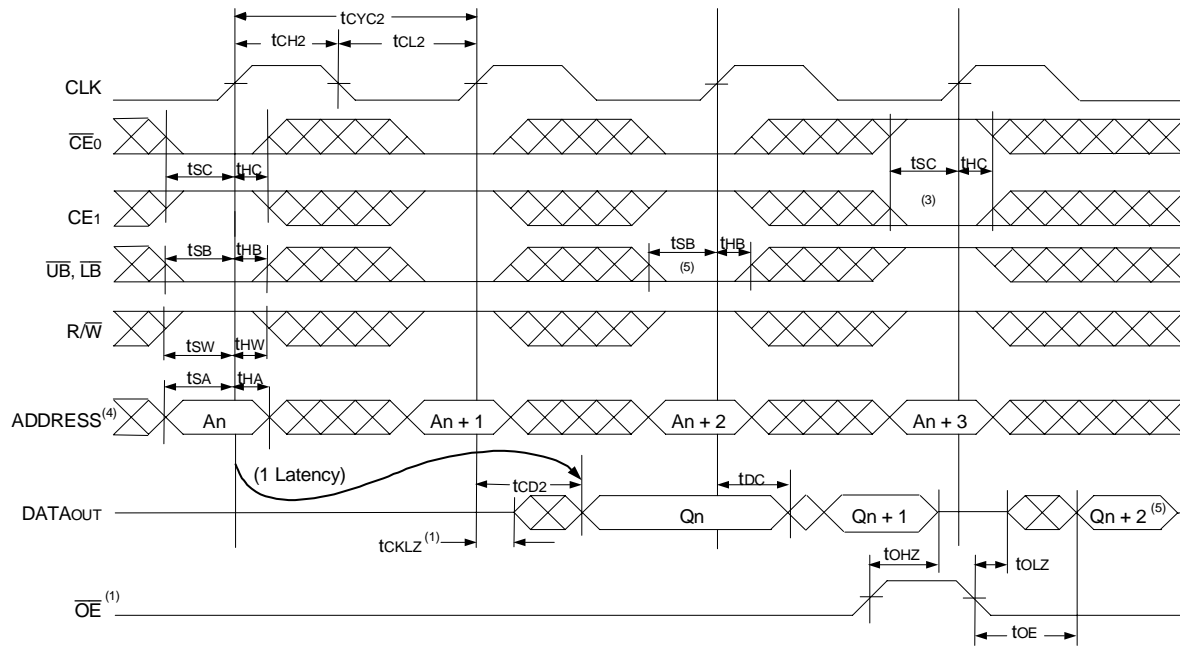 tCYC2
tCH2 tCL2
CLK
CE0
tSC tHC tSC tHC
CE1 (3)
tSB tHB tSB tHB
UB, LB (5)
R/W
tSW tHW
tSA tHA
ADDRESS(4) An An + 1 An + 2 An + 3
(1 Latency) tCD2 tDC
DATAOUT Qn Qn + 1 Qn + 2 (5)
tCKLZ (1)
tOHZ tOLZ
OE (1)
tOE